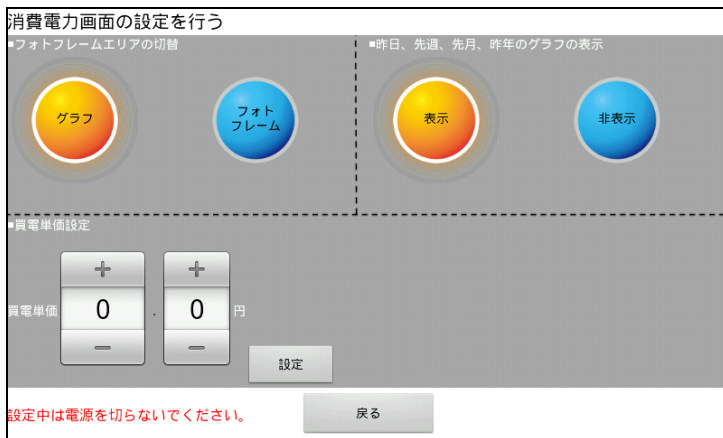 消費電力画面の設定を行う
■フォトフレームエリアの切替
■昨日、先週、先月、昨年のグラフの表示
グラフ
フォト
フレーム
表示
非表示
■買電単価設定
+
+
買電単価 0 . 0 円
−
−
設定
設定中は電源を切らないでください。
戻る